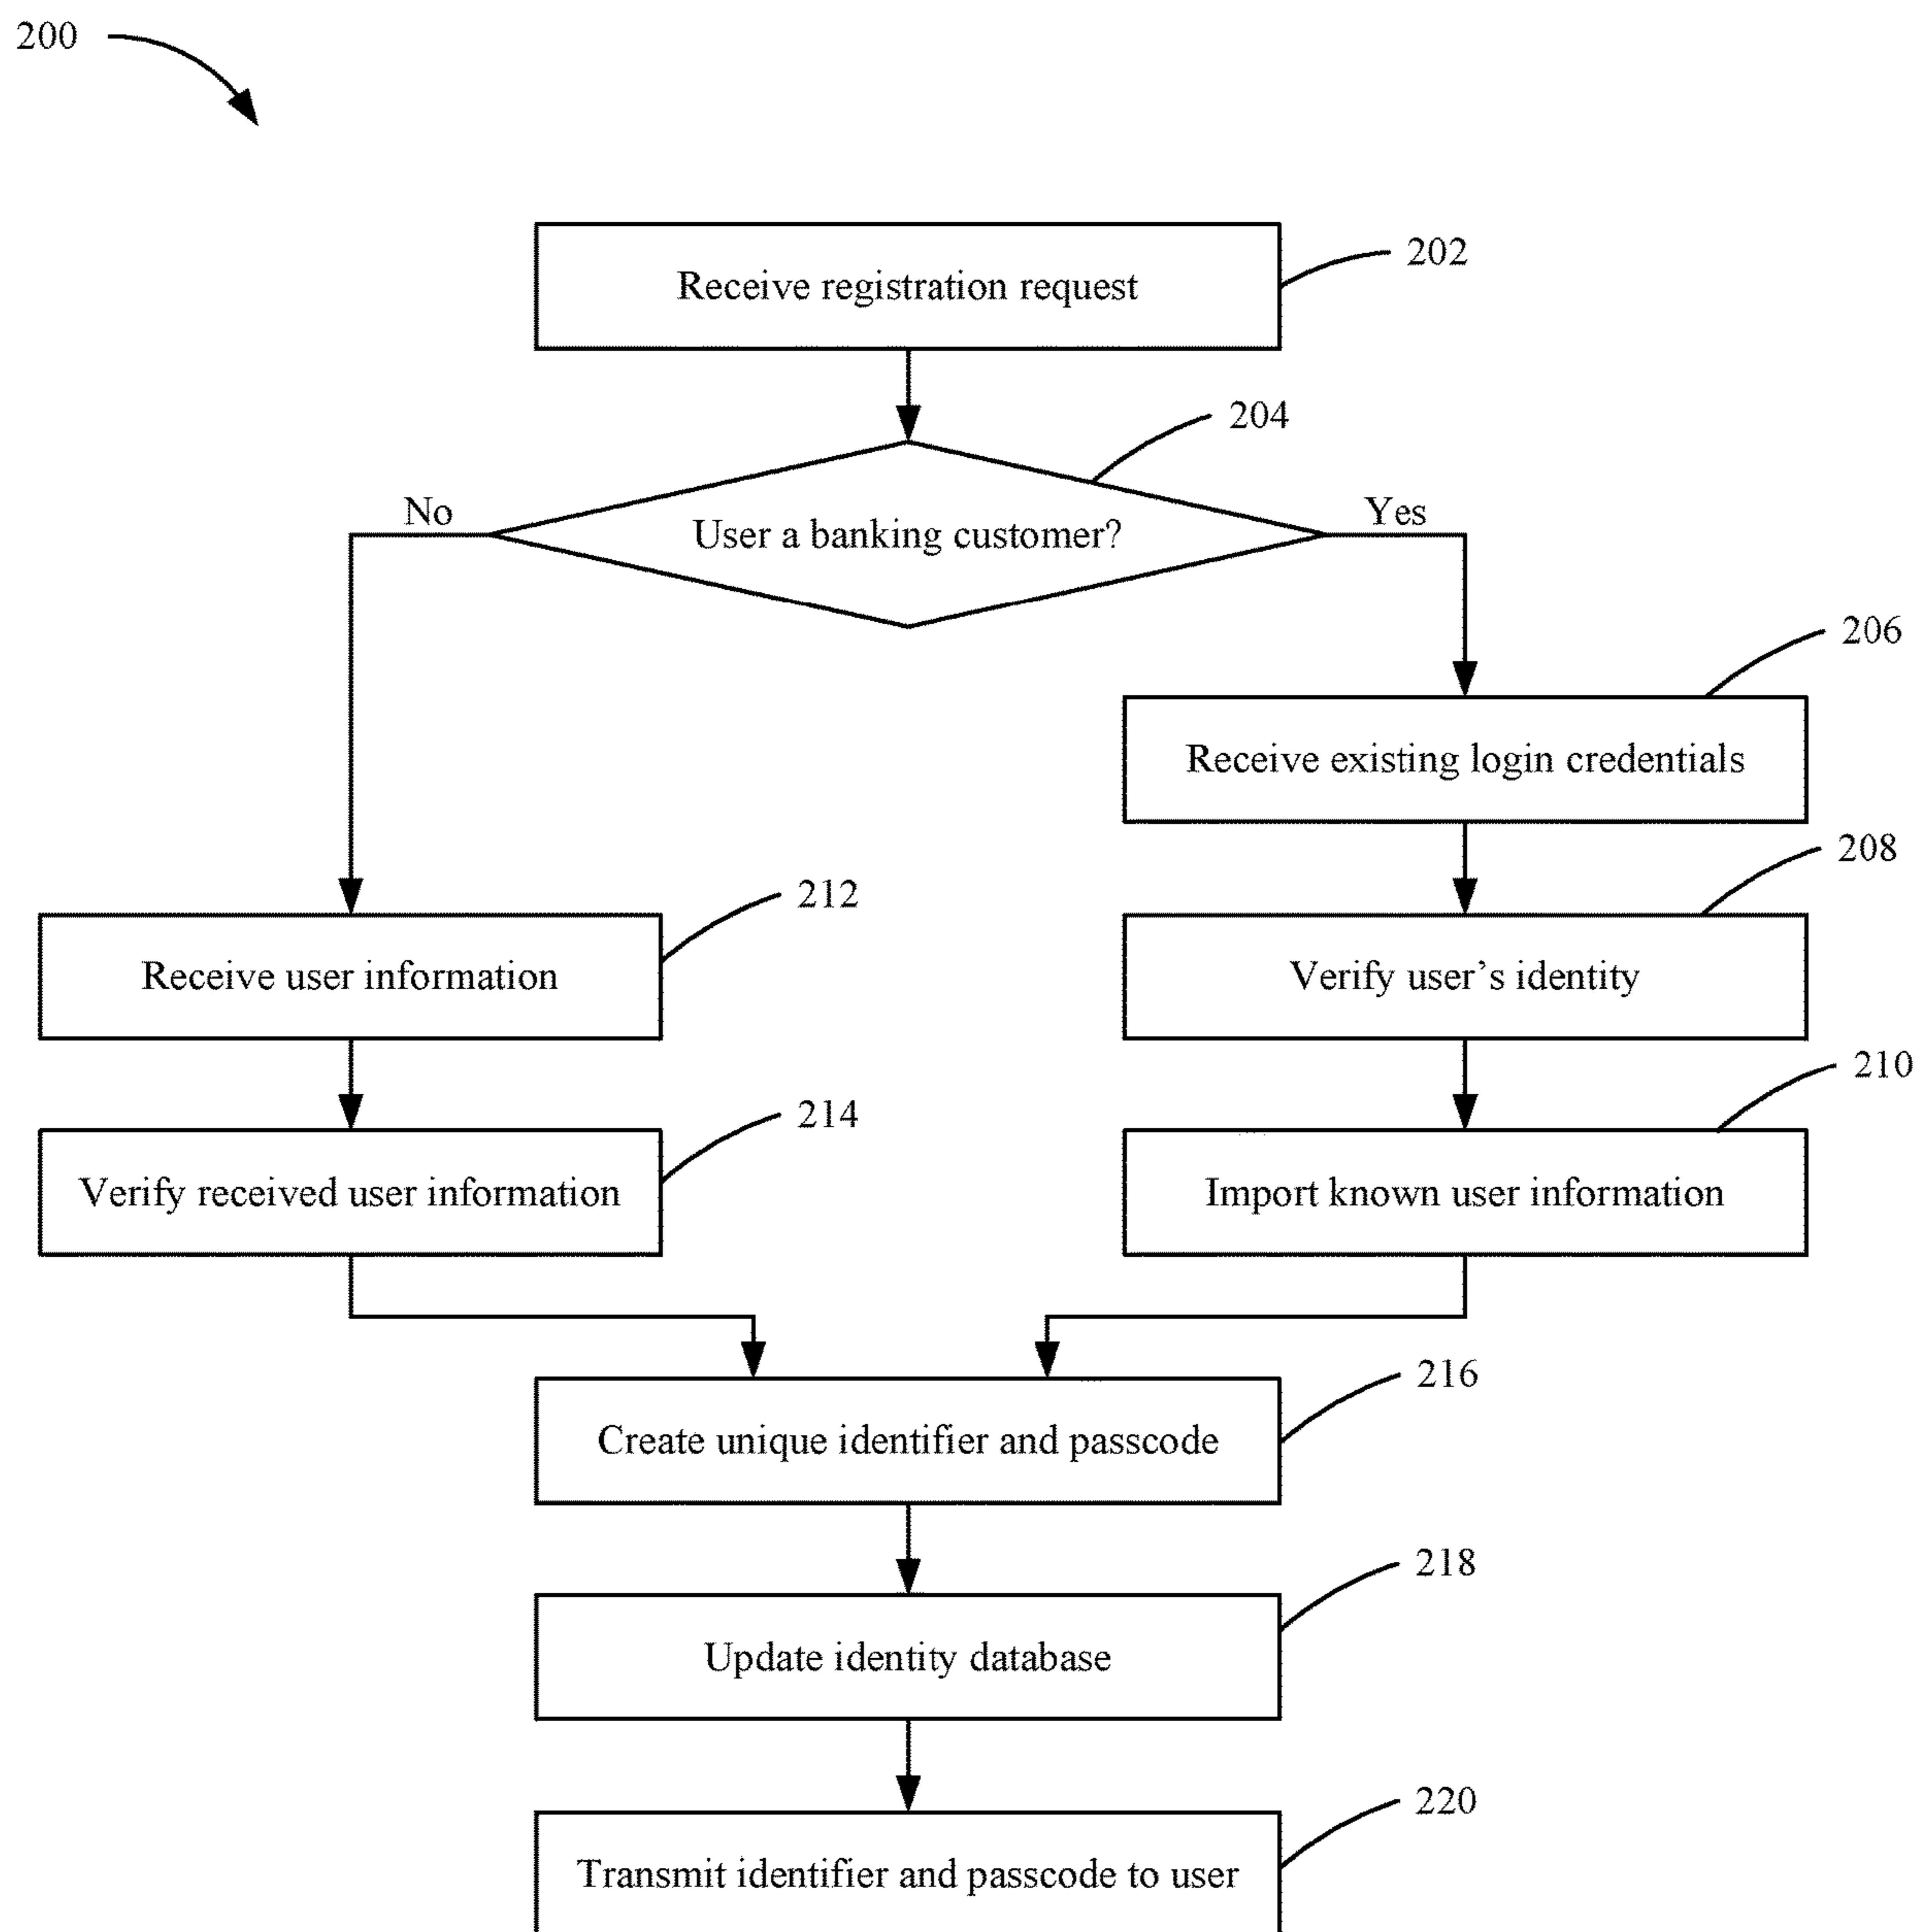 200
Receive registration request
202
204
No
User a banking customer?
Yes
206
Receive existing login credentials
208
212
Receive user information
Verify user’s identity
210
214
Verify received user information
Import known user information
216
Create unique identifier and passcode
218
Update identity database
220
Transmit identifier and passcode to user